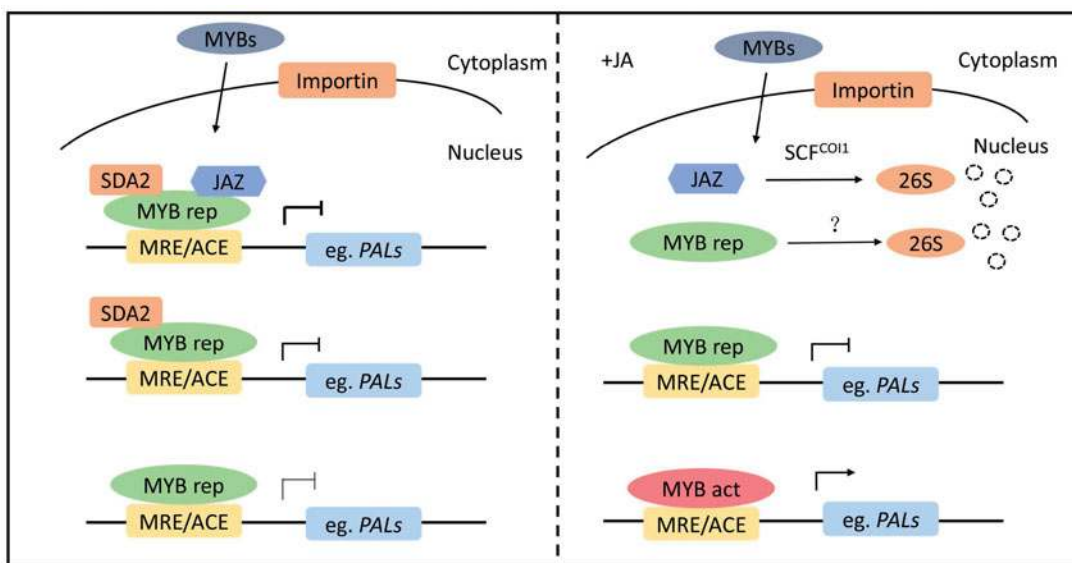 MYBs
Cytoplasm
Importin
Nucleus
SDA2
JAZ
MYB rep
MRE/ACE
eg. PALs
SDA2
MYB rep
MRE/ACE
eg. PALs
MYB rep
MRE/ACE
eg. PALs
+JA
MYBs
Cytoplasm
Importin
Nucleus
JAZ
SCFCOI1
26S
MYB rep
?
26S
MYB rep
MRE/ACE
eg. PALs
MYB act
MRE/ACE
eg. PALs